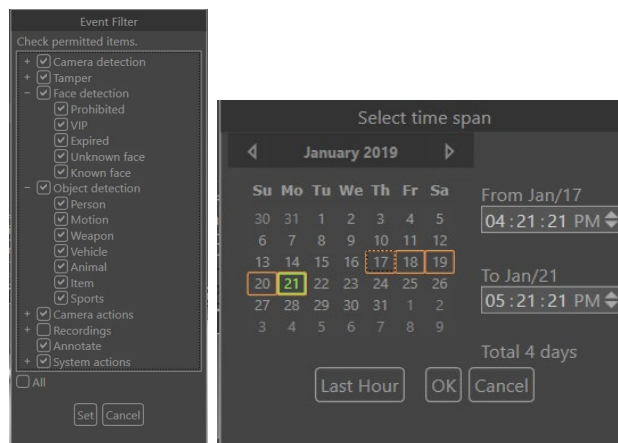 Event Filter
Check permitted items.
+ Camera detection
+ Tamper
− Face detection
Prohibited
VIP
Expired
Unknown face
Known face
− Object detection
Person
Motion
Weapon
Vehicle
Animal
Item
Sports
+ Camera actions
+ Recordings
Annotate
+ System actions
All
Set Cancel
Select time span
January 2019
Su Mo Tu We Th Fr Sa
30 31 1 2 3 4 5
6 7 8 9 10 11 12
13 14 15 16 17 18 19
20 21 22 23 24 25 26
27 28 29 30 31 1 2
3 4 5 6 7 8 9
From Jan/17
04:21:21 PM
To Jan/21
05:21:21 PM
Total 4 days
Last Hour OK Cancel